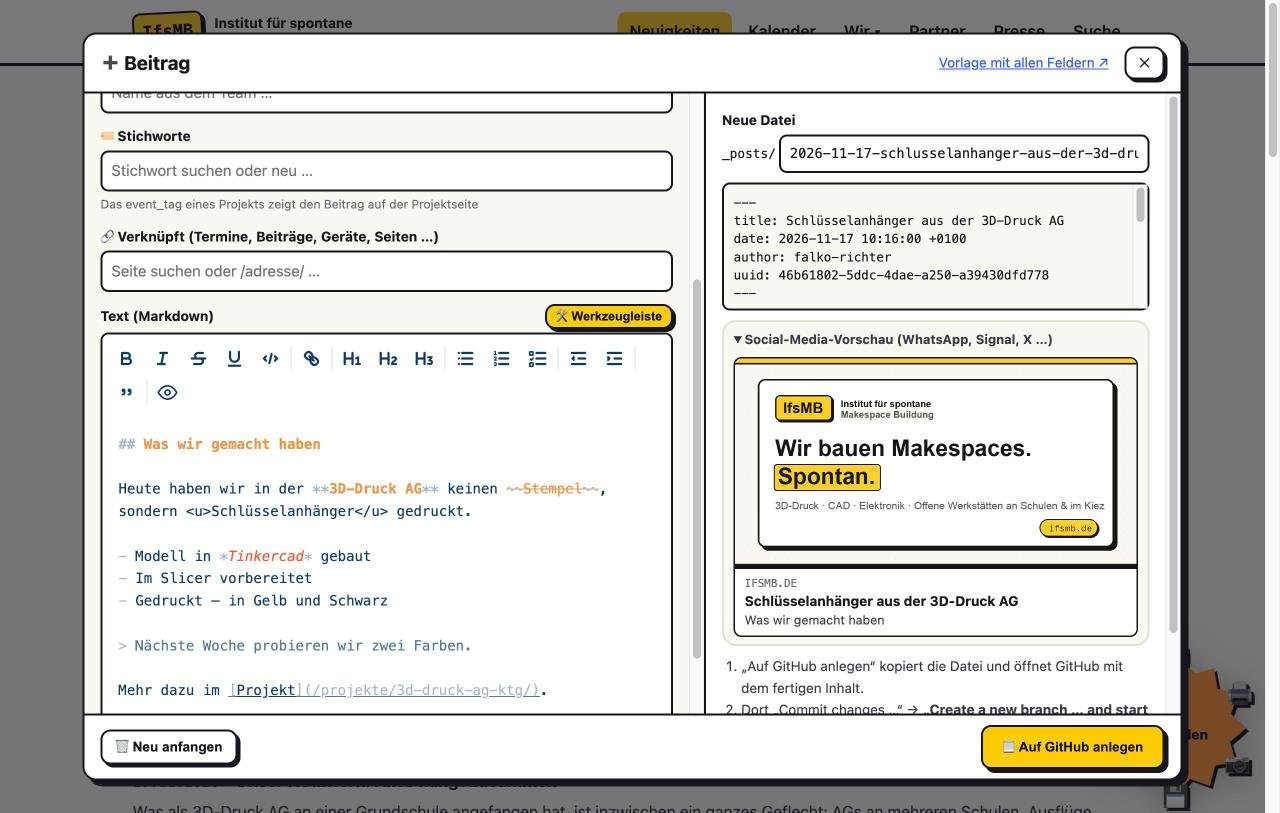 IfsMB
Institut für spontane
Neuigkeiten Kalender Wir Partner Presse Suche
+ Beitrag
Vorlage mit allen Feldern ↗
×
Name aus dem Team ...
Stichworte
Stichwort suchen oder neu ...
Das event_tag eines Projekts zeigt den Beitrag auf der Projektseite
Verknüpft (Termine, Beiträge, Geräte, Seiten ...)
Seite suchen oder /adresse/ ...
Text (Markdown)
Werkzeugleiste
B I S U </> H1 H2 H3
## Was wir gemacht haben
Heute haben wir in der **3D-Druck AG** keinen ~~Stempel~~,
sondern <u>Schlüsselanhänger</u> gedruckt.
- Modell in *Tinkercad* gebaut
- Im Slicer vorbereitet
- Gedruckt – in Gelb und Schwarz
> Nächste Woche probieren wir zwei Farben.
Mehr dazu im [Projekt](/projekte/3d-druck-ag-ktg/).
Neue Datei
_posts/ 2026-11-17-schlusselanhanger-aus-der-3d-dru
---
title: Schlüsselanhänger aus der 3D-Druck AG
date: 2026-11-17 10:16:00 +0100
author: falko-richter
uuid: 46b61802-5ddc-4dae-a250-a39430dfd778
---
▼ Social-Media-Vorschau (WhatsApp, Signal, X ...)
IfsMB
Institut für spontane
Makespace Buildung
Wir bauen Makespaces.
Spontan.
3D-Druck · CAD · Elektronik · Offene Werkstätten an Schulen & im Kiez
ifsmb.de
IFSMB.DE
Schlüsselanhänger aus der 3D-Druck AG
Was wir gemacht haben
1. „Auf GitHub anlegen“ kopiert die Datei und öffnet GitHub mit
dem fertigen Inhalt.
2. Dort „Commit changes …“ → „Create a new branch … and start
Neu anfangen
Auf GitHub anlegen
Was als 3D-Druck AG an einer Grundschule angefangen hat, ist inzwischen ein ganzes Geflecht: AGs an mehreren Schulen, Ausflüge